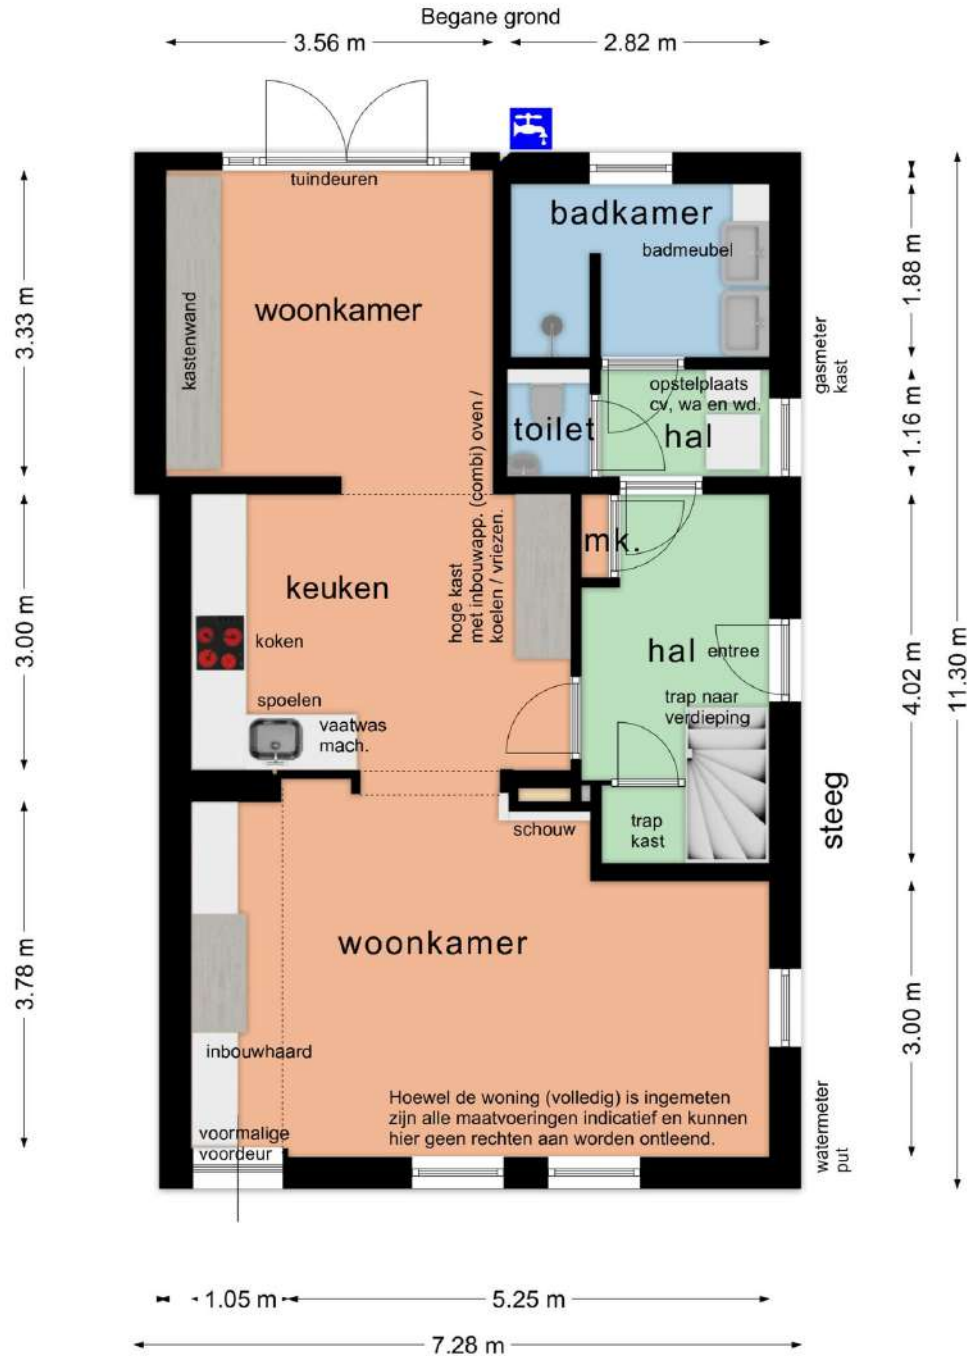 Begane grond
3.56 m
2.82 m
tuindeuren
badkamer
badmeubel
woonkamer
kastenwand
3.33 m
1.88 m
gasmeter
kast
opstelplaats
cv, wa en wd.
toilet
hal
1.16 m
hoge kast
met inbouwapp. (combi) oven /
koelen / vriezen.
mk.
keuken
koken
3.00 m
hal
entree
trap naar
verdieping
4.02 m
11.30 m
spoelen
vaatwas
mach.
schouw
trap
kast
steeg
woonkamer
3.78 m
3.00 m
inbouwhaard
Hoewel de woning (volledig) is ingemeten
zijn alle maatvoeringen indicatief en kunnen
hier geen rechten aan worden ontleend.
voormalige
voordeur
watermeter
put
1.05 m
5.25 m
7.28 m